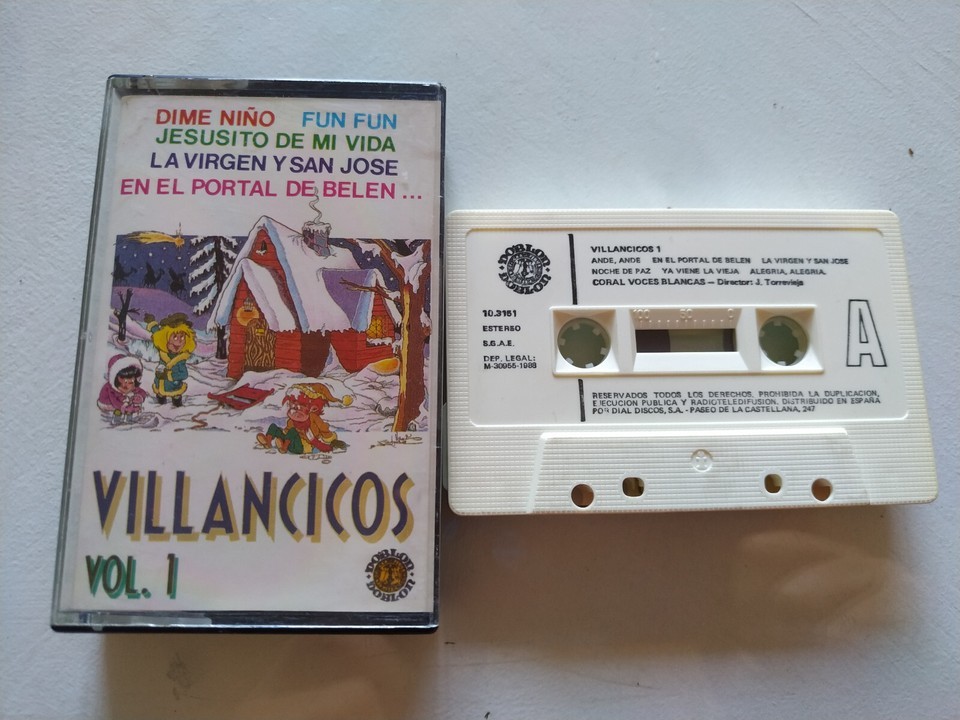 DIME NIÑO FUN FUN
JESUSITO DE MI VIDA
LA VIRGEN Y SAN JOSE
EN EL PORTAL DE BELEN ...
VILLANCICOS
VOL. 1
DOBLON
DOBLON
DOBLON
DOBLON
VILLANCICOS 1
ANDE, ANDE EN EL PORTAL DE BELEN LA VIRGEN Y SAN JOSE
NOCHE DE PAZ YA VIENE LA VIEJA ALEGRIA, ALEGRIA.
CORAL VOCES BLANCAS – Director: J. Torrevieja
10.3151
ESTEREO
S.G.A.E.
DEP. LEGAL:
M-30955-1988
A
100 50 0
RESERVADOS TODOS LOS DERECHOS. PROHIBIDA LA DUPLICACION,
EJECUCION PUBLICA Y RADIOTELEDIFUSION. DISTRIBUIDO EN ESPAÑA
POR DIAL DISCOS, S.A. - PASEO DE LA CASTELLANA, 247